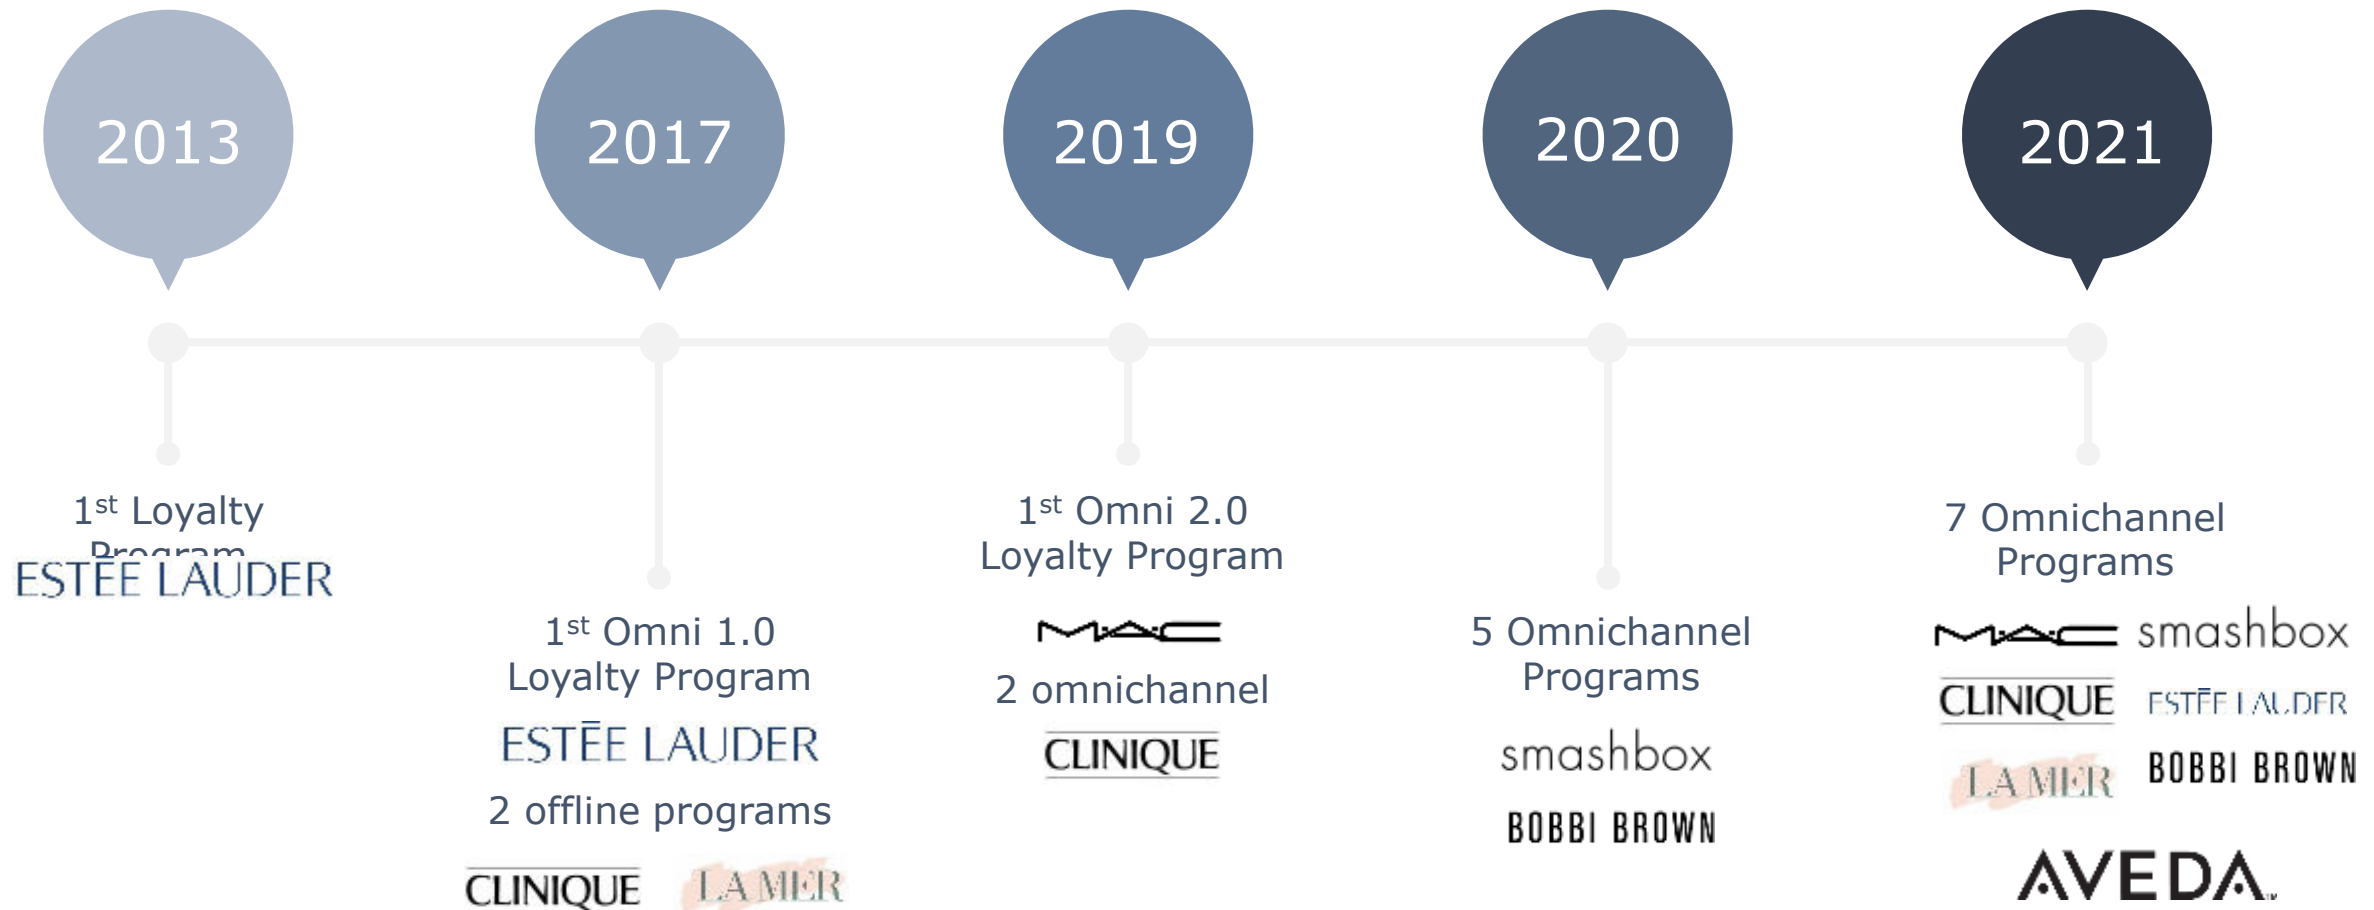 2013
2017
2019
2020
2021
1st Loyalty
Program
ESTĒE LAUDER
1st Omni 1.0
Loyalty Program
ESTĒE LAUDER
2 offline programs
CLINIQUE
LA MER
1st Omni 2.0
Loyalty Program
M·A·C
2 omnichannel
CLINIQUE
5 Omnichannel
Programs
smashbox
BOBBI BROWN
7 Omnichannel
Programs
M·A·C smashbox
CLINIQUE ESTĒE LAUDER
LA MER BOBBI BROWN
AVEDA